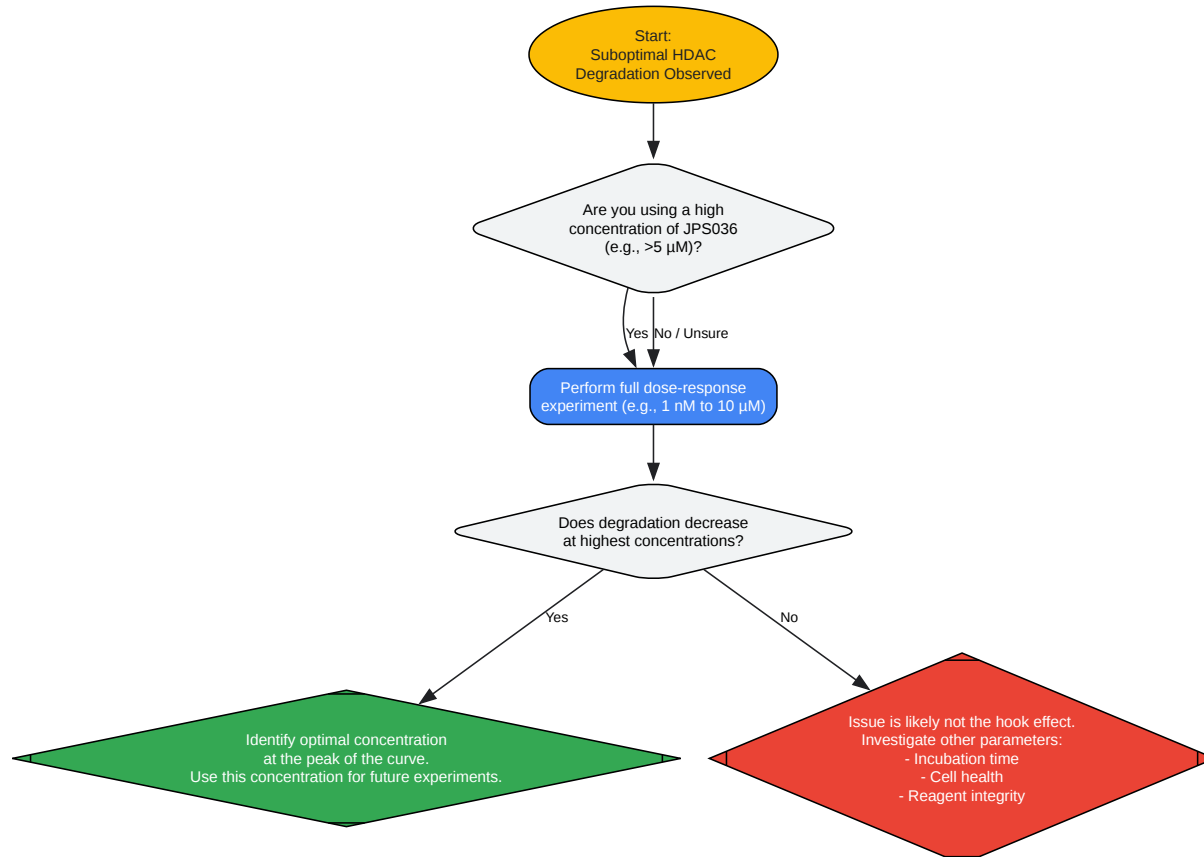 Start:
Suboptimal HDAC
Degradation Observed
Are you using a high
concentration of JPS036
(e.g., >5 µM)?
Yes
No / Unsure
Perform full dose-response
experiment (e.g., 1 nM to 10 µM)
Does degradation decrease
at highest concentrations?
Yes
No
Identify optimal concentration
at the peak of the curve.
Use this concentration for future experiments.
Issue is likely not the hook effect.
Investigate other parameters:
- Incubation time
- Cell health
- Reagent integrity